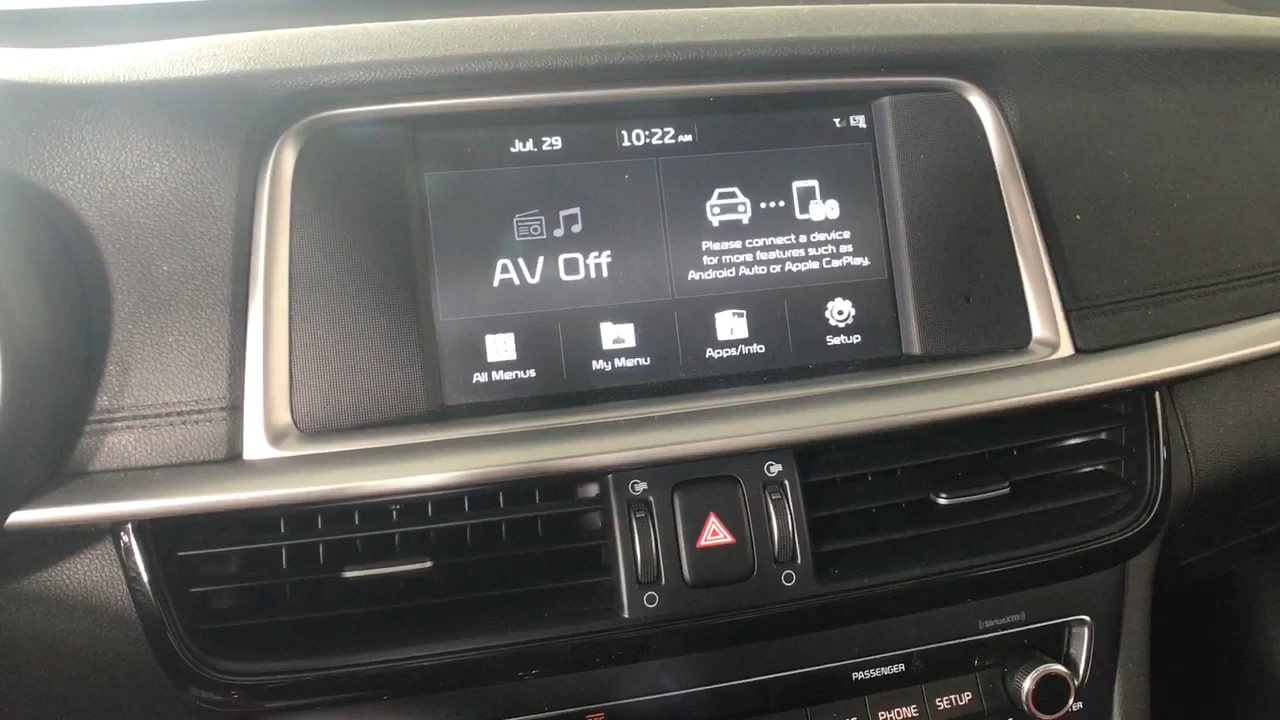 Jul. 29
10:22 AM
AV Off
Please connect a device
for more features such as
Android Auto or Apple CarPlay.
All Menus
My Menu
Apps/Info
Setup
SiriusXM
PASSENGER
PHONE
SETUP